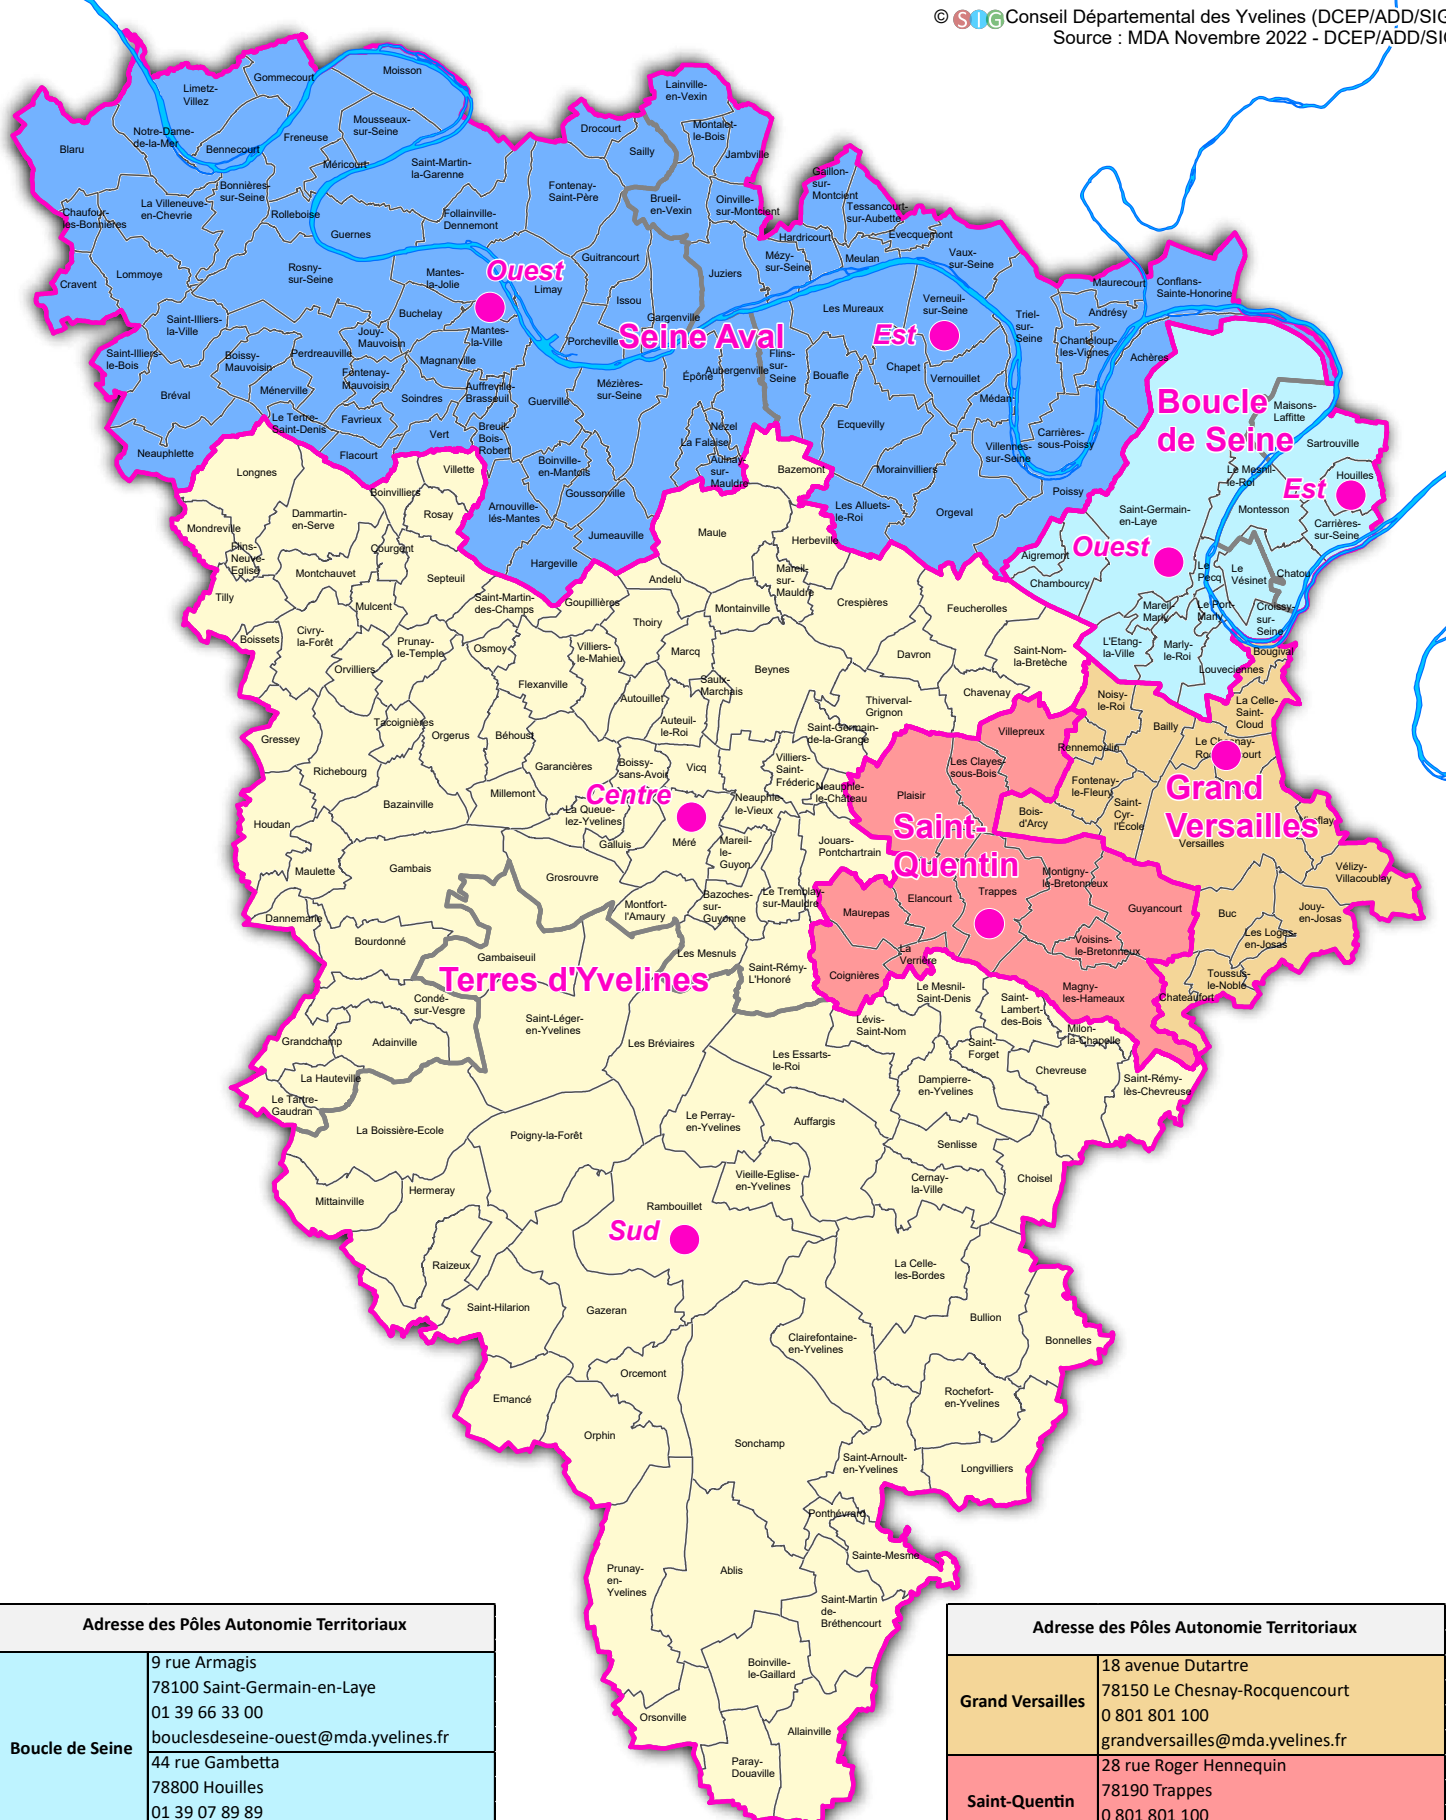 © SIG Conseil Départemental des Yvelines (DCEP/ADD/SIG
Source : MDA Novembre 2022 - DCEP/ADD/SIG
Limetz-
Villez
Gommecourt
Moisson
Lainville-
en-Vexin
Blaru
Notre-Dame-
de-la-Mer
Bennecourt
Freneuse
Mousseaux-
sur-Seine
Drocourt
Sailly
Montalet-
le-Bois
Jambville
Méricourt
Saint-Martin-
la-Garenne
Fontenay-
Saint-Père
Brueil-
en-Vexin
Oinville-
sur-Montcient
Gaillon-
sur-
Montcient
Tessancourt-
sur-Aubette
Chaufour-
les-Bonnières
La Villeneuve-
en-Chevrie
Bonnières-
sur-Seine
Rolleboise
Guernes
Follainville-
Dennemont
Guitrancourt
Hardricourt
Evecquemont
Mézy-
sur-Seine
Meulan
Vaux-
sur-Seine
Cravent
Lommoye
Rosny-
sur-Seine
Mantes-
la-Jolie
Ouest
Limay
Issou
Juziers
Gargenville
Maurecourt
Conflans-
Sainte-Honorine
Andrésy
Saint-Illiers-
la-Ville
Buchelay
Mantes-
la-Ville
Porcheville
Seine Aval
Les Mureaux
Verneuil-
sur-Seine
Est
Triel-
sur-
Seine
Chanteloup-
les-Vignes
Achères
Saint-Illiers-
le-Bois
Boissy-
Mauvoisin
Perdreauville
Jouy-
Mauvoisin
Magnanville
Mézières-
sur-Seine
Épône
Aubergenville
Flins-
sur-
Seine
Bouafle
Chapet
Vernouillet
Médan
Bréval
Ménerville
Fontenay-
Mauvoisin
Soindres
Auffreville-
Brasseuil
Guerville
Le Tertre-
Saint-Denis
Favrieux
Vert
Breuil-
Bois-
Robert
Nézel
La Falaise
Aulnay-
sur-
Mauldre
Ecquevilly
Villennes-
sur-Seine
Carrières-
sous-Poissy
Neauphlette
Flacourt
Boinville-
en-Mantois
Goussonville
Morainvilliers
Poissy
Boucle
de Seine
Maisons-
Laffitte
Sartrouville
Le Mesnil-
le-Roi
Est
Houilles
Longnes
Villette
Boinvilliers
Bazemont
Les Alluets-
le-Roi
Orgeval
Montesson
Carrières-
sur-Seine
Saint-Germain-
en-Laye
Ouest
Mondreville
Dammartin-
en-Serve
Rosay
Arnouville-
lés-Mantes
Jumeauville
Maule
Herbeville
Aigremont
Chambourcy
Le
Pecq
Le
Vésinet
Chatou
Flins-
Neuve-
Eglise
Montchauvet
Courgent
Septeuil
Hargeville
Andelu
Mareil-
sur-
Mauldre
Tilly
Mulcent
Saint-Martin-
des-Champs
Goupillières
Montainville
Crespières
Feucherolles
Mareil-
Marly
Le Port-
Marly
Croissy-
sur-
Seine
Boissets
Civry-
la-Forêt
Orvilliers
Prunay-
le-Temple
Osmoy
Villiers-
le-Mahieu
Thoiry
Marcq
Beynes
Davron
Saint-Nom-
la-Bretèche
L'Etang-
la-Ville
Marly-
le-Roi
Louveciennes
Bougival
Flexanville
Autouillet
Saulx-
Marchais
Auteuil-
le-Roi
Thiverval-
Grignon
Chavenay
Noisy-
le-Roi
Bailly
La Celle-
Saint-
Cloud
Gressey
Tacoignières
Orgerus
Béhoust
Saint-Germain-
de-la-Grange
Villepreux
Rennemoulin
Richebourg
Garancières
Boissy-
sans-Avoir
Vicq
Villiers-
Saint-
Fréderic
Les Clayes-
sous-Bois
Fontenay-
le-Fleury
Grand
Versailles
Bazainville
Millemont
Centre
La Queue-
lez-Yvelines
Neauphle-
le-Vieux
Neauphle-
le-Château
Plaisir
Bois-
d'Arcy
Saint-
Cyr-
l'École
Versailles
Houdan
Galluis
Méré
Mareil-
le-
Guyon
Jouars-
Pontchartrain
Saint-
Quentin
Maulette
Gambais
Grosrouvre
Montigny-
le-Bretonneux
Trappes
Vélizy-
Villacoublay
Dannemarie
Montfort-
l'Amaury
Bazoches-
sur-
Guyonne
Le Tremblay-
sur-Mauldre
Maurepas
Elancourt
Guyancourt
Buc
Jouy-
en-Josas
Bourdonné
Gambaiseuil
Les Mesnuls
Voisins-
le-Bretonneux
Les Loges-
en-Josas
Terres d'Yvelines
Saint-Rémy-
L'Honoré
Coignières
La
Verrière
Toussus-
le-Noble
Condé-
sur-Vesgre
Saint-Léger-
en-Yvelines
Le Mesnil-
Saint-Denis
Saint-
Lambert-
des-Bois
Magny-
les-Hameaux
Chateaufort
Grandchamp
Adainville
Les Bréviaires
Lévis-
Saint-Nom
Saint-
Forget
Milon-
la-Chapelle
La Hauteville
Les Essarts-
le-Roi
Chevreuse
Saint-Rémy-
lès-Chevreuse
Le Tartre-
Gaudran
Dampierre-
en-Yvelines
La Boissière-Ecole
Poigny-la-Forêt
Le Perray-
en-Yvelines
Auffargis
Senlisse
Mittainville
Hermeray
Vieille-Eglise-
en-Yvelines
Cernay-
la-Ville
Choisel
Rambouillet
Sud
Raizeux
La Celle-
les-Bordes
Saint-Hilarion
Gazeran
Clairefontaine-
en-Yvelines
Bullion
Bonnelles
Emancé
Orcemont
Rochefort-
en-Yvelines
Orphin
Sonchamp
Saint-Arnoult-
en-Yvelines
Longvilliers
Ponthévrard
Sainte-Mesme
Prunay-
en-
Yvelines
Ablis
Saint-Martin
de-
Bréthencourt
Boinville-
le-Gaillard
Orsonville
Allainville
Paray-
Douaville
Adresse des Pôles Autonomie Territoriaux
Boucle de Seine
9 rue Armagis
78100 Saint-Germain-en-Laye
01 39 66 33 00
bouclesdeseine-ouest@mda.yvelines.fr
44 rue Gambetta
78800 Houilles
01 39 07 89 89
Adresse des Pôles Autonomie Territoriaux
Grand Versailles
18 avenue Dutartre
78150 Le Chesnay-Rocquencourt
0 801 801 100
grandversailles@mda.yvelines.fr
Saint-Quentin
28 rue Roger Hennequin
78190 Trappes
0 801 801 100